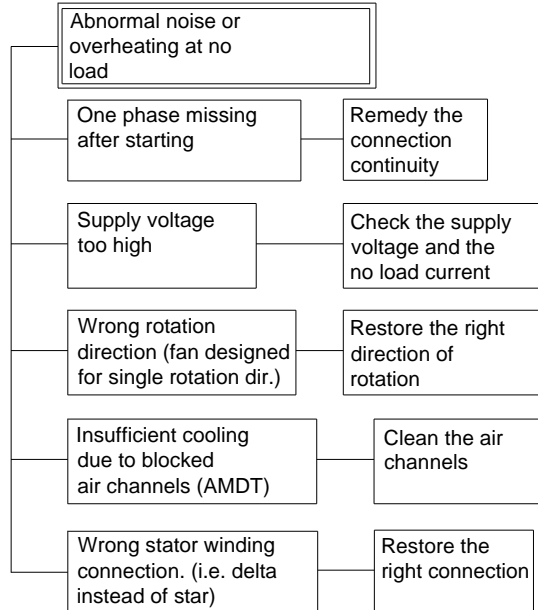 Abnormal noise or
overheating at no
load
One phase missing
after starting
Remedy the
connection
continuity
Supply voltage
too high
Check the supply
voltage and the
no load current
Wrong rotation
direction (fan designed
for single rotation dir.)
Restore the right
direction of
rotation
Insufficient cooling
due to blocked
air channels (AMDT)
Clean the air
channels
Wrong stator winding
connection. (i.e. delta
instead of star)
Restore the
right connection